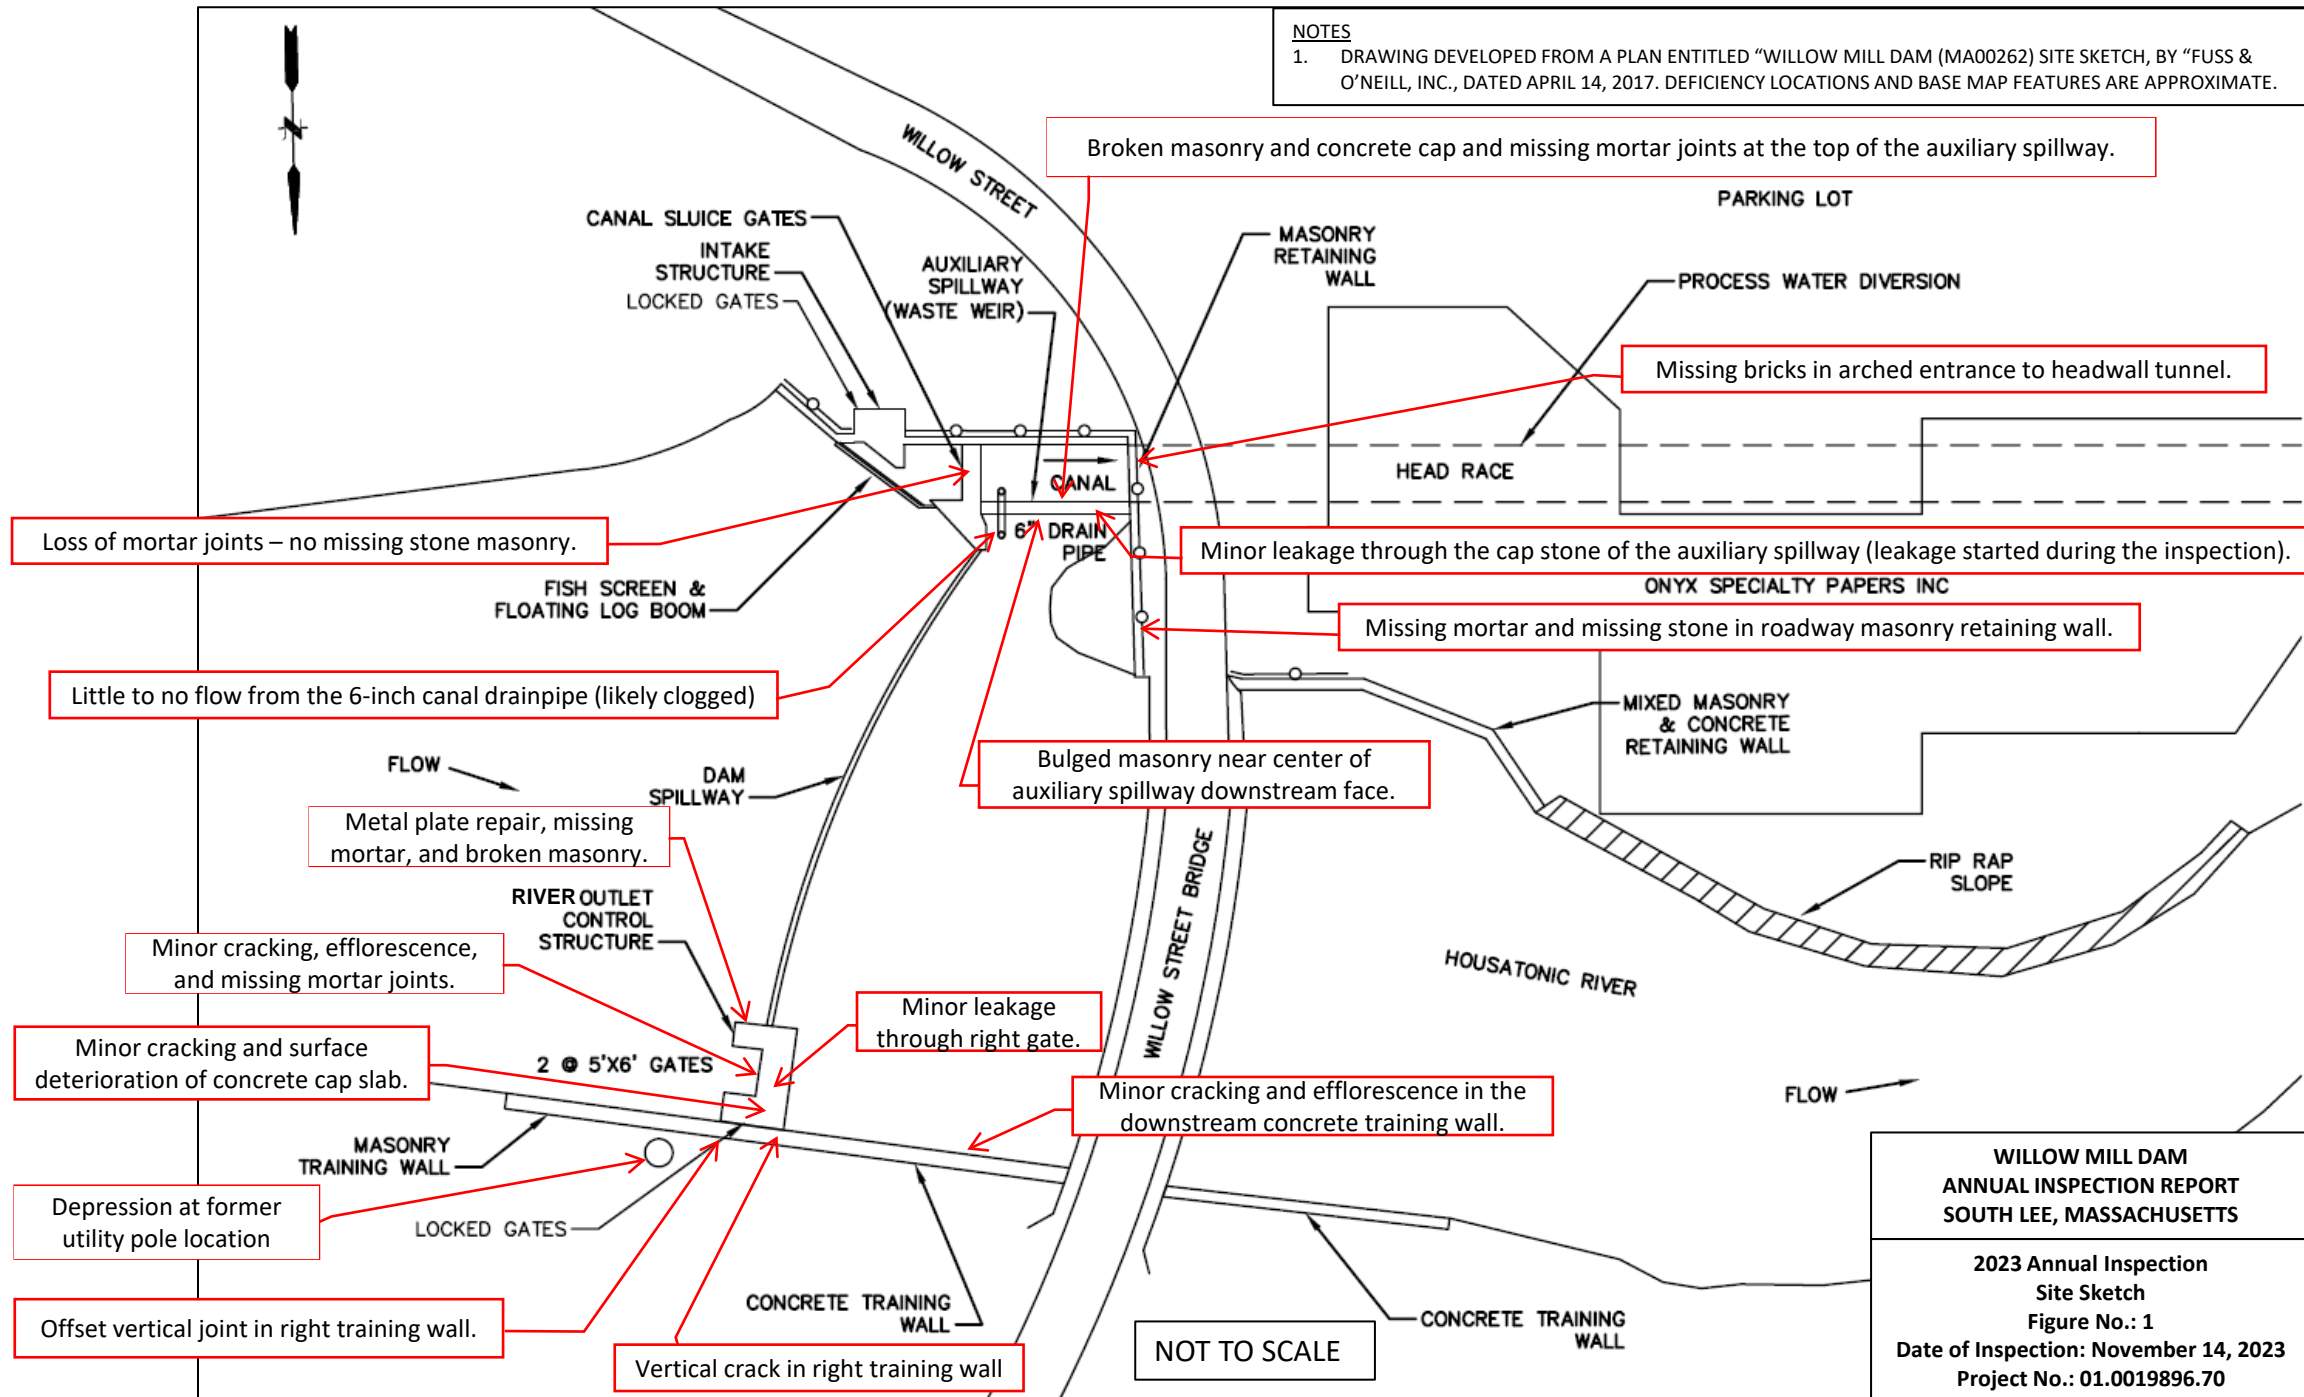 NOTES
1. DRAWING DEVELOPED FROM A PLAN ENTITLED “WILLOW MILL DAM (MA00262) SITE SKETCH, BY “FUSS &
O’NEILL, INC., DATED APRIL 14, 2017. DEFICIENCY LOCATIONS AND BASE MAP FEATURES ARE APPROXIMATE.
N
WILLOW STREET
Broken masonry and concrete cap and missing mortar joints at the top of the auxiliary spillway.
PARKING LOT
CANAL SLUICE GATES
INTAKE
STRUCTURE
LOCKED GATES
AUXILIARY
SPILLWAY
(WASTE WEIR)
MASONRY
RETAINING
WALL
PROCESS WATER DIVERSION
Missing bricks in arched entrance to headwall tunnel.
HEAD RACE
CANAL
Loss of mortar joints – no missing stone masonry.
6" DRAIN
PIPE
Minor leakage through the cap stone of the auxiliary spillway (leakage started during the inspection).
FISH SCREEN &
FLOATING LOG BOOM
ONYX SPECIALTY PAPERS INC
Missing mortar and missing stone in roadway masonry retaining wall.
Little to no flow from the 6-inch canal drainpipe (likely clogged)
MIXED MASONRY
& CONCRETE
RETAINING WALL
FLOW
DAM
SPILLWAY
Bulged masonry near center of
auxiliary spillway downstream face.
Metal plate repair, missing
mortar, and broken masonry.
WILLOW STREET BRIDGE
RIP RAP
SLOPE
RIVER OUTLET
CONTROL
STRUCTURE
Minor cracking, efflorescence,
and missing mortar joints.
HOUSATONIC RIVER
Minor leakage
through right gate.
Minor cracking and surface
deterioration of concrete cap slab.
2 @ 5'X6' GATES
Minor cracking and efflorescence in the
downstream concrete training wall.
FLOW
MASONRY
TRAINING WALL
Depression at former
utility pole location
LOCKED GATES
CONCRETE TRAINING
WALL
CONCRETE TRAINING
WALL
Offset vertical joint in right training wall.
Vertical crack in right training wall
NOT TO SCALE
WILLOW MILL DAM
ANNUAL INSPECTION REPORT
SOUTH LEE, MASSACHUSETTS
2023 Annual Inspection
Site Sketch
Figure No.: 1
Date of Inspection: November 14, 2023
Project No.: 01.0019896.70